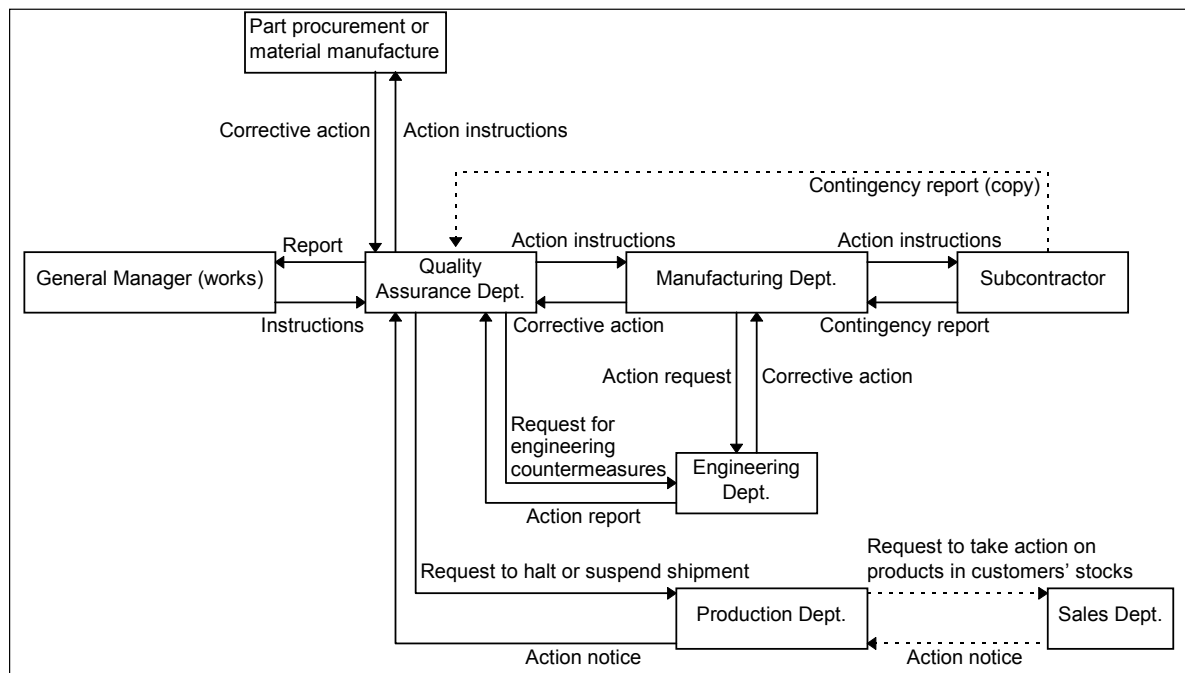 Part procurement or
material manufacture
Corrective action
Action instructions
Contingency report (copy)
Report
Action instructions
Action instructions
General Manager (works)
Quality
Assurance Dept.
Manufacturing Dept.
Subcontractor
Instructions
Corrective action
Contingency report
Action request
Corrective action
Request for
engineering
countermeasures
Engineering
Dept.
Action report
Request to take action on
products in customers’ stocks
Request to halt or suspend shipment
Production Dept.
Sales Dept.
Action notice
Action notice